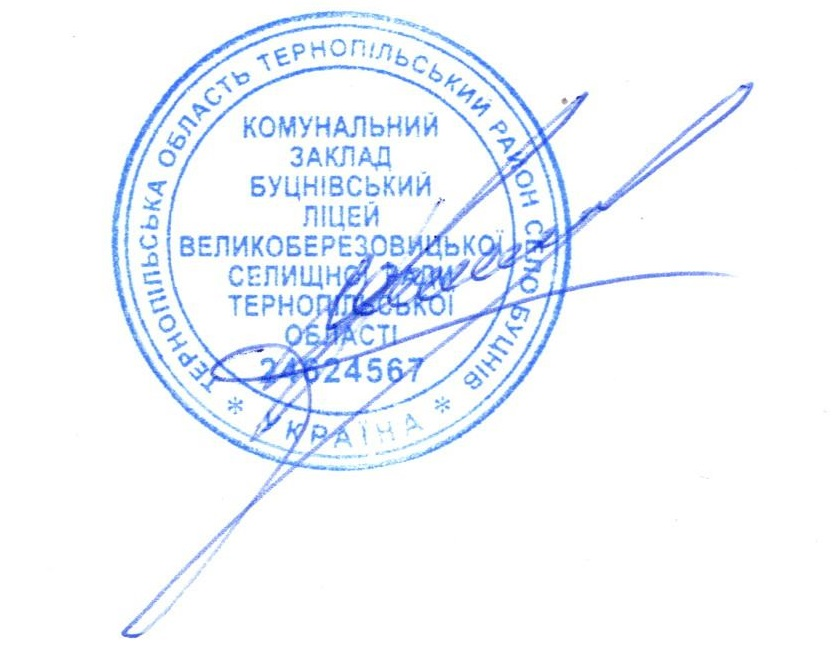 ТЕРНОПІЛЬСЬКА ОБЛАСТЬ ТЕРНОПІЛЬСЬКИЙ РАЙОН СЕЛО БУЦНІВ
КОМУНАЛЬНИЙ
ЗАКЛАД
БУЦНІВСЬКИЙ
ЛІЦЕЙ
ВЕЛИКОБЕРЕЗОВИЦЬКОЇ
СЕЛИЩНОЇ РАДИ
ТЕРНОПІЛЬСЬКОЇ
ОБЛАСТІ
24624567
* УКРАЇНА *